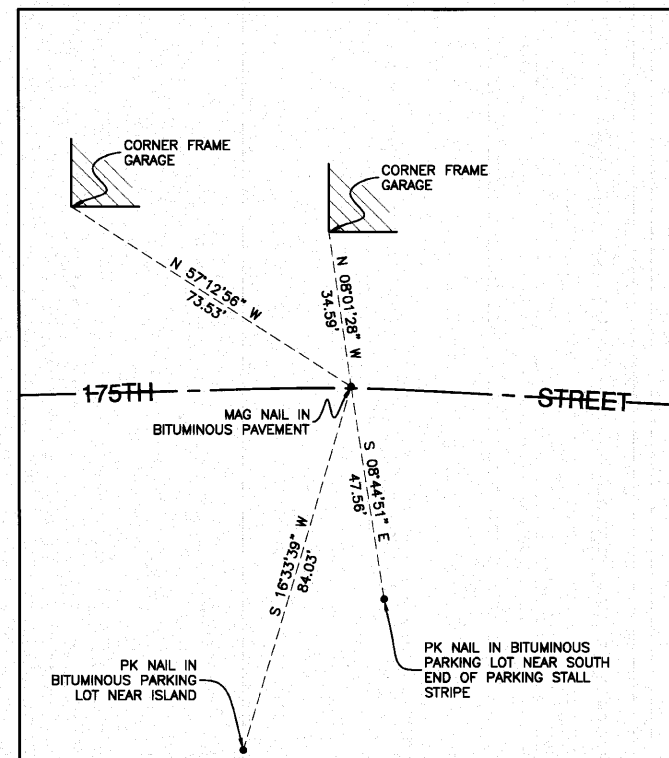 CORNER FRAME
GARAGE
CORNER FRAME
GARAGE
N 57°12'56" W
73.53'
N 08°01'28" W
34.59'
175TH
STREET
MAG NAIL IN
BITUMINOUS PAVEMENT
S 08°44'51" E
47.56'
S 16°33'39" W
84.03'
PK NAIL IN
BITUMINOUS PARKING
LOT NEAR ISLAND
PK NAIL IN BITUMINOUS
PARKING LOT NEAR SOUTH
END OF PARKING STALL
STRIPE